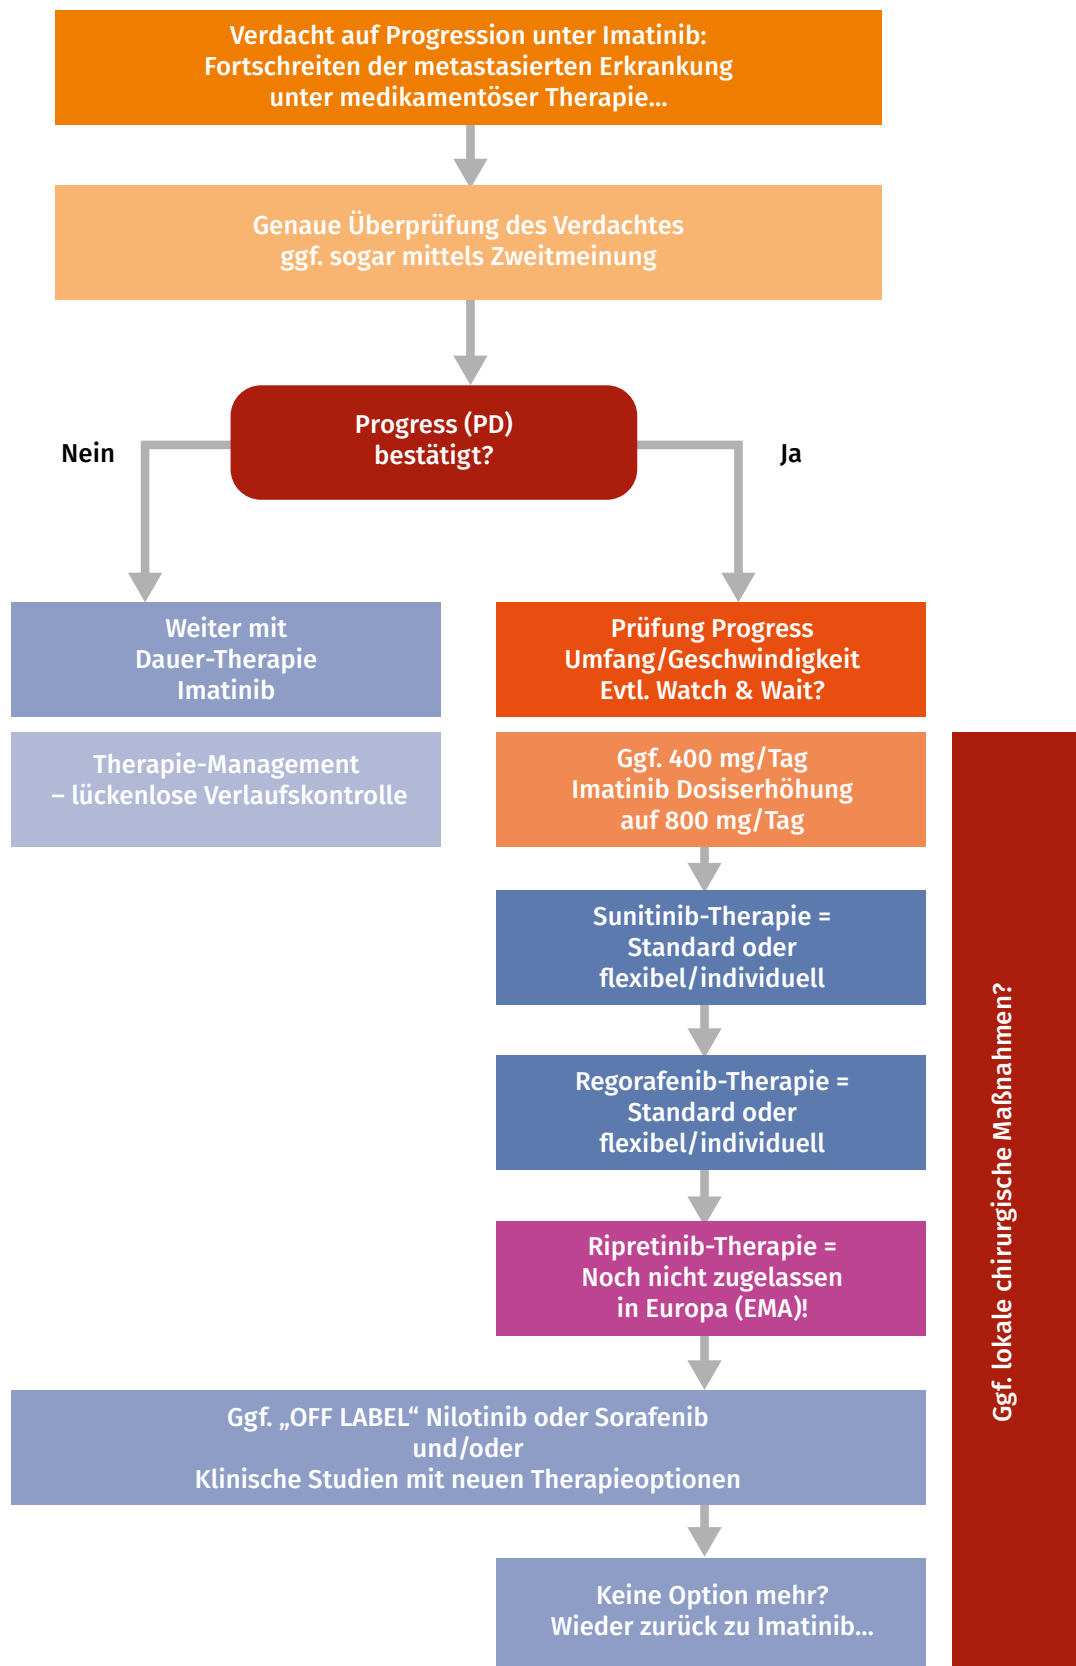 Verdacht auf Progression unter Imatinib:
Fortschreiten der metastasierten Erkrankung
unter medikamentöser Therapie...
Genaue Überprüfung des Verdachtes
ggf. sogar mittels Zweitmeinung
Progress (PD)
bestätigt?
Nein
Ja
Weiter mit
Dauer-Therapie
Imatinib
Therapie-Management
– lückenlose Verlaufskontrolle
Prüfung Progress
Umfang/Geschwindigkeit
Evtl. Watch & Wait?
Ggf. 400 mg/Tag
Imatinib Dosiserhöhung
auf 800 mg/Tag
Sunitinib-Therapie =
Standard oder
flexibel/individuell
Regorafenib-Therapie =
Standard oder
flexibel/individuell
Ripretinib-Therapie =
Noch nicht zugelassen
in Europa (EMA)!
Ggf. „OFF LABEL“ Nilotinib oder Sorafenib
und/oder
Klinische Studien mit neuen Therapieoptionen
Keine Option mehr?
Wieder zurück zu Imatinib...
Ggf. lokale chirurgische Maßnahmen?